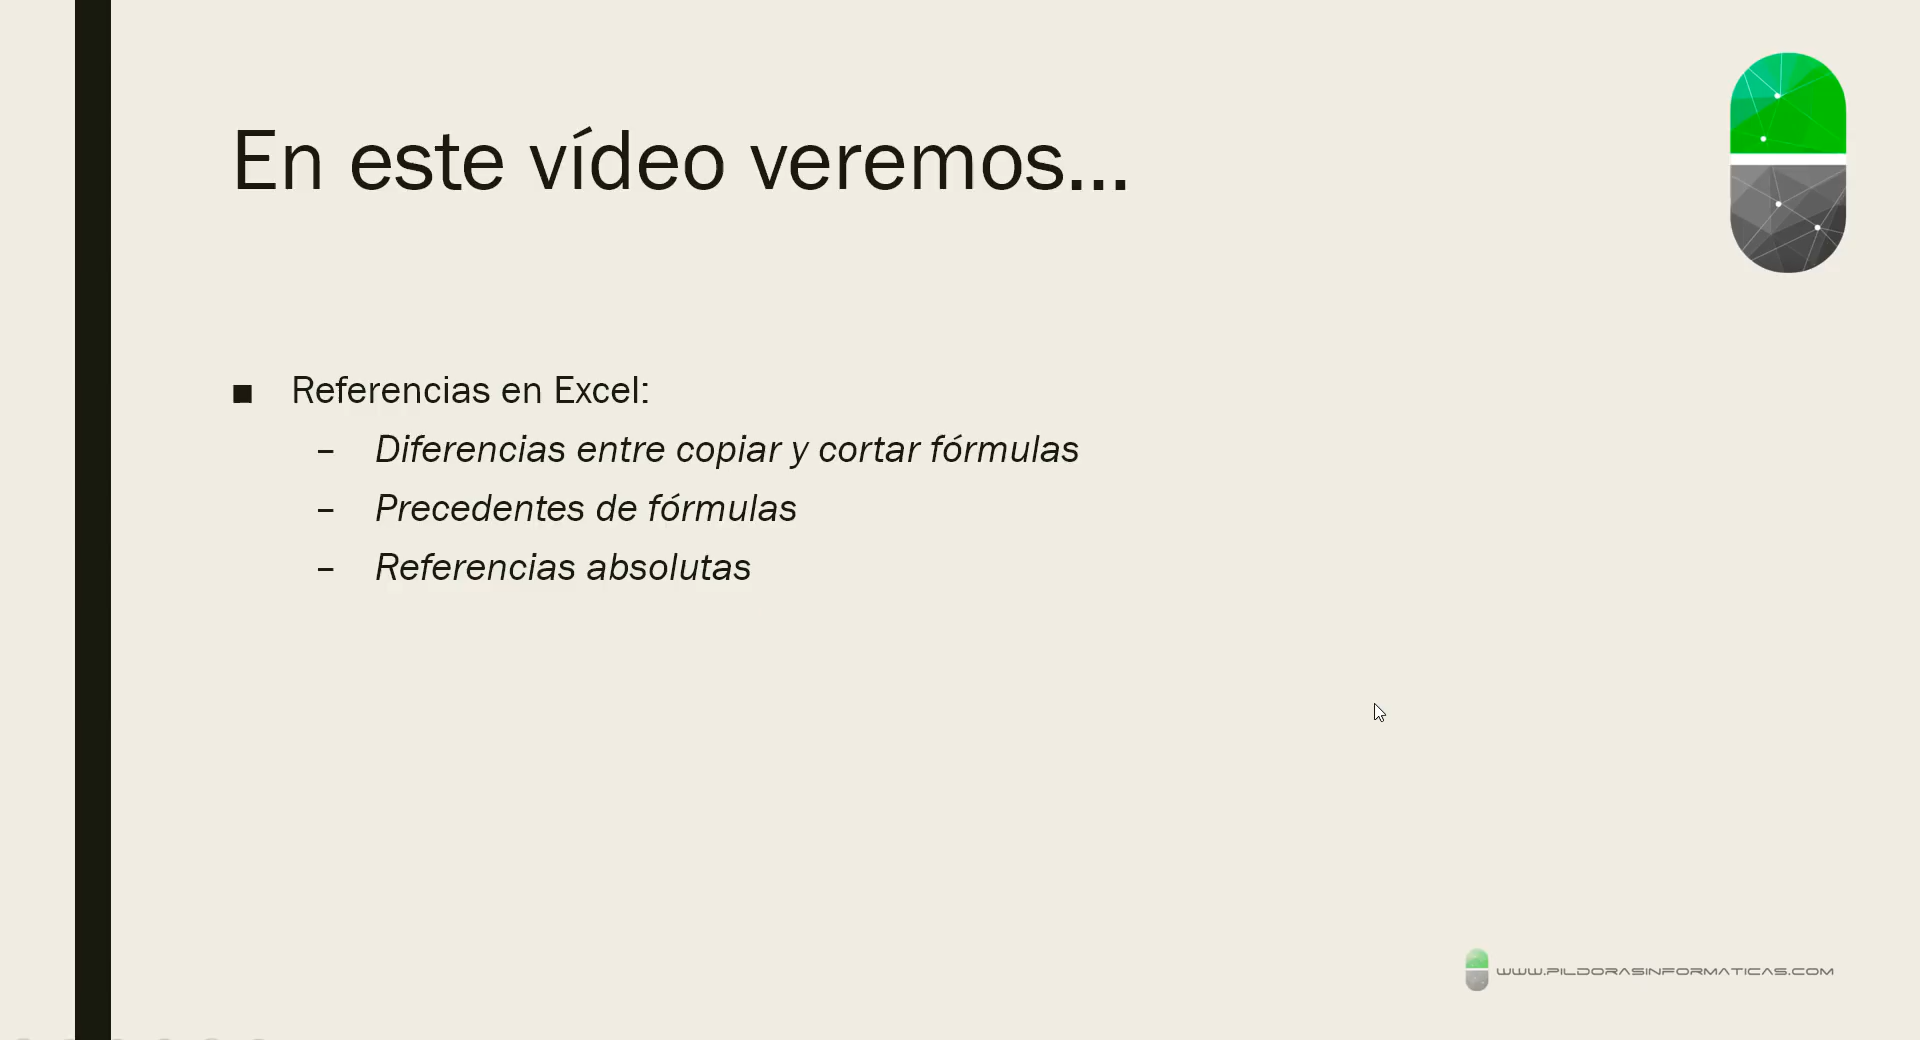 En este vídeo veremos...
■ Referencias en Excel:
– Diferencias entre copiar y cortar fórmulas
– Precedentes de fórmulas
– Referencias absolutas
WWW.PILDORASINFORMATICAS.COM